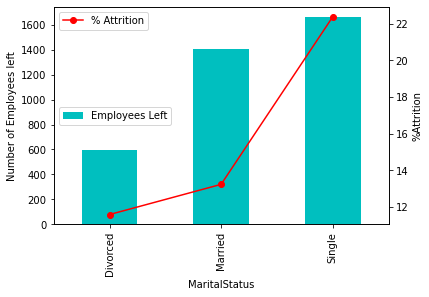 % Attrition
Employees Left
Number of Employees left
1600
1400
1200
1000
800
600
400
200
0
22
20
18
16
14
12
%Attrition
Divorced
Married
Single
MaritalStatus